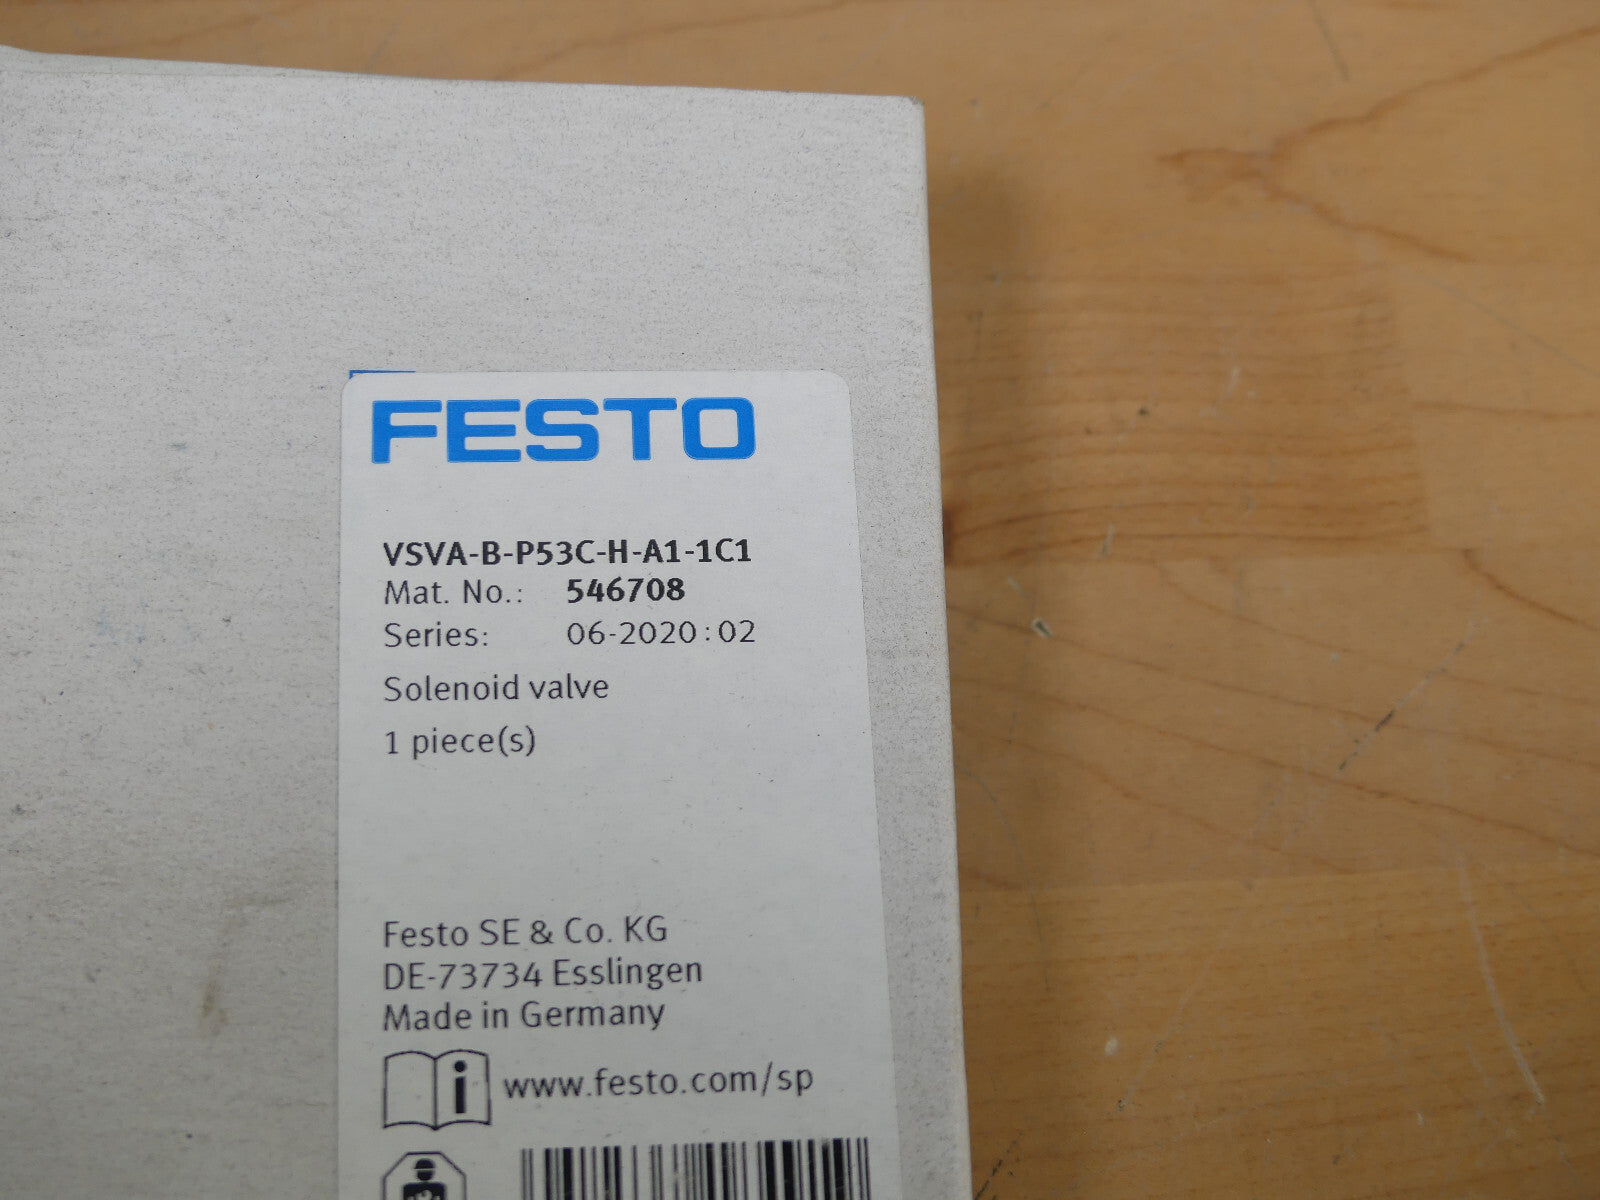 FESTO
VSVA-B-P53C-H-A1-1C1
Mat. No.: 546708
Series: 06-2020:02
Solenoid valve
1 piece(s)
Festo SE & Co. KG
DE-73734 Esslingen
Made in Germany
i www.festo.com/sp